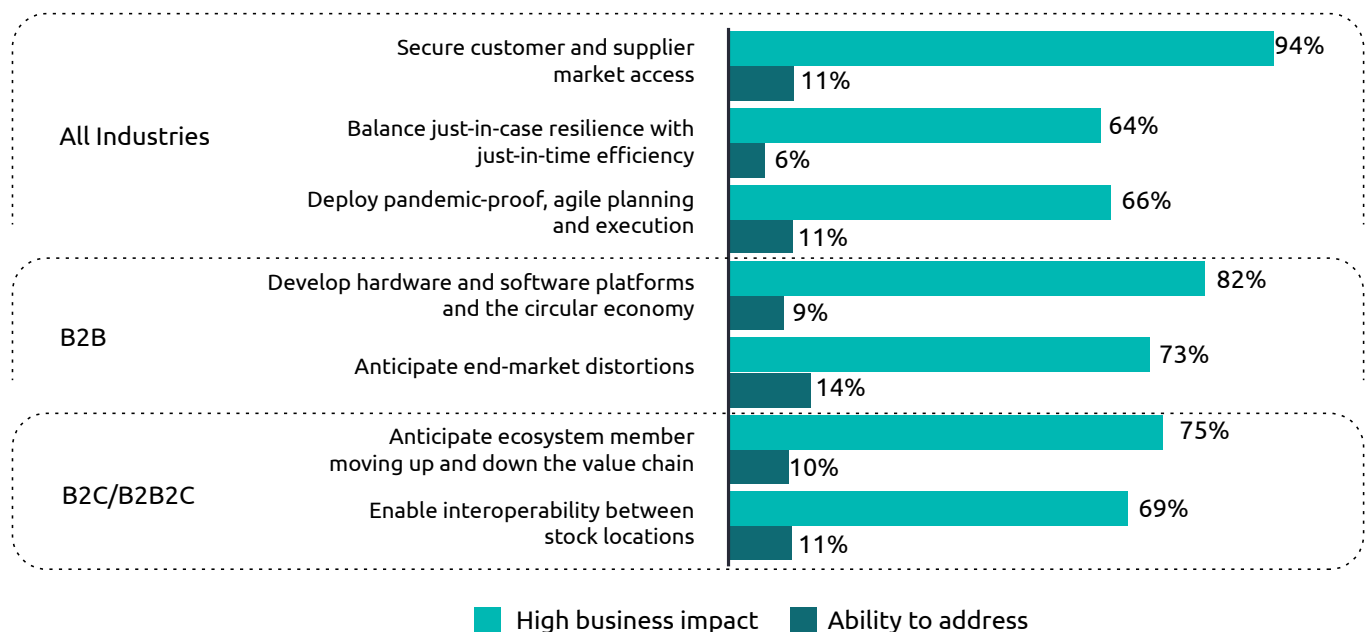 Secure customer and supplier
market access
94%
11%
All Industries
Balance just-in-case resilience with
just-in-time efficiency
64%
6%
Deploy pandemic-proof, agile planning
and execution
66%
11%
B2B
Develop hardware and software platforms
and the circular economy
82%
9%
Anticipate end-market distortions
73%
14%
B2C/B2B2C
Anticipate ecosystem member
moving up and down the value chain
75%
10%
Enable interoperability between
stock locations
69%
11%
High business impact
Ability to address